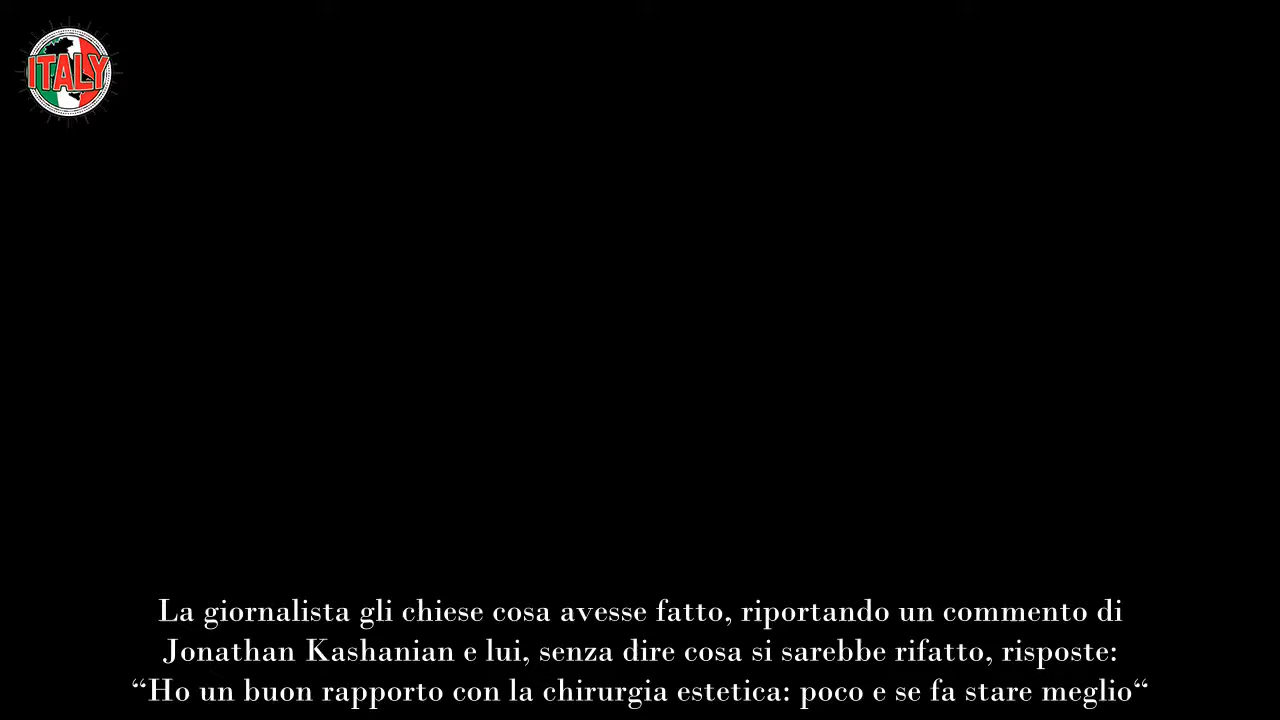 ITALY
La giornalista gli chiese cosa avesse fatto, riportando un commento di
Jonathan Kashanian e lui, senza dire cosa si sarebbe rifatto, risposte:
“Ho un buon rapporto con la chirurgia estetica: poco e se fa stare meglio“